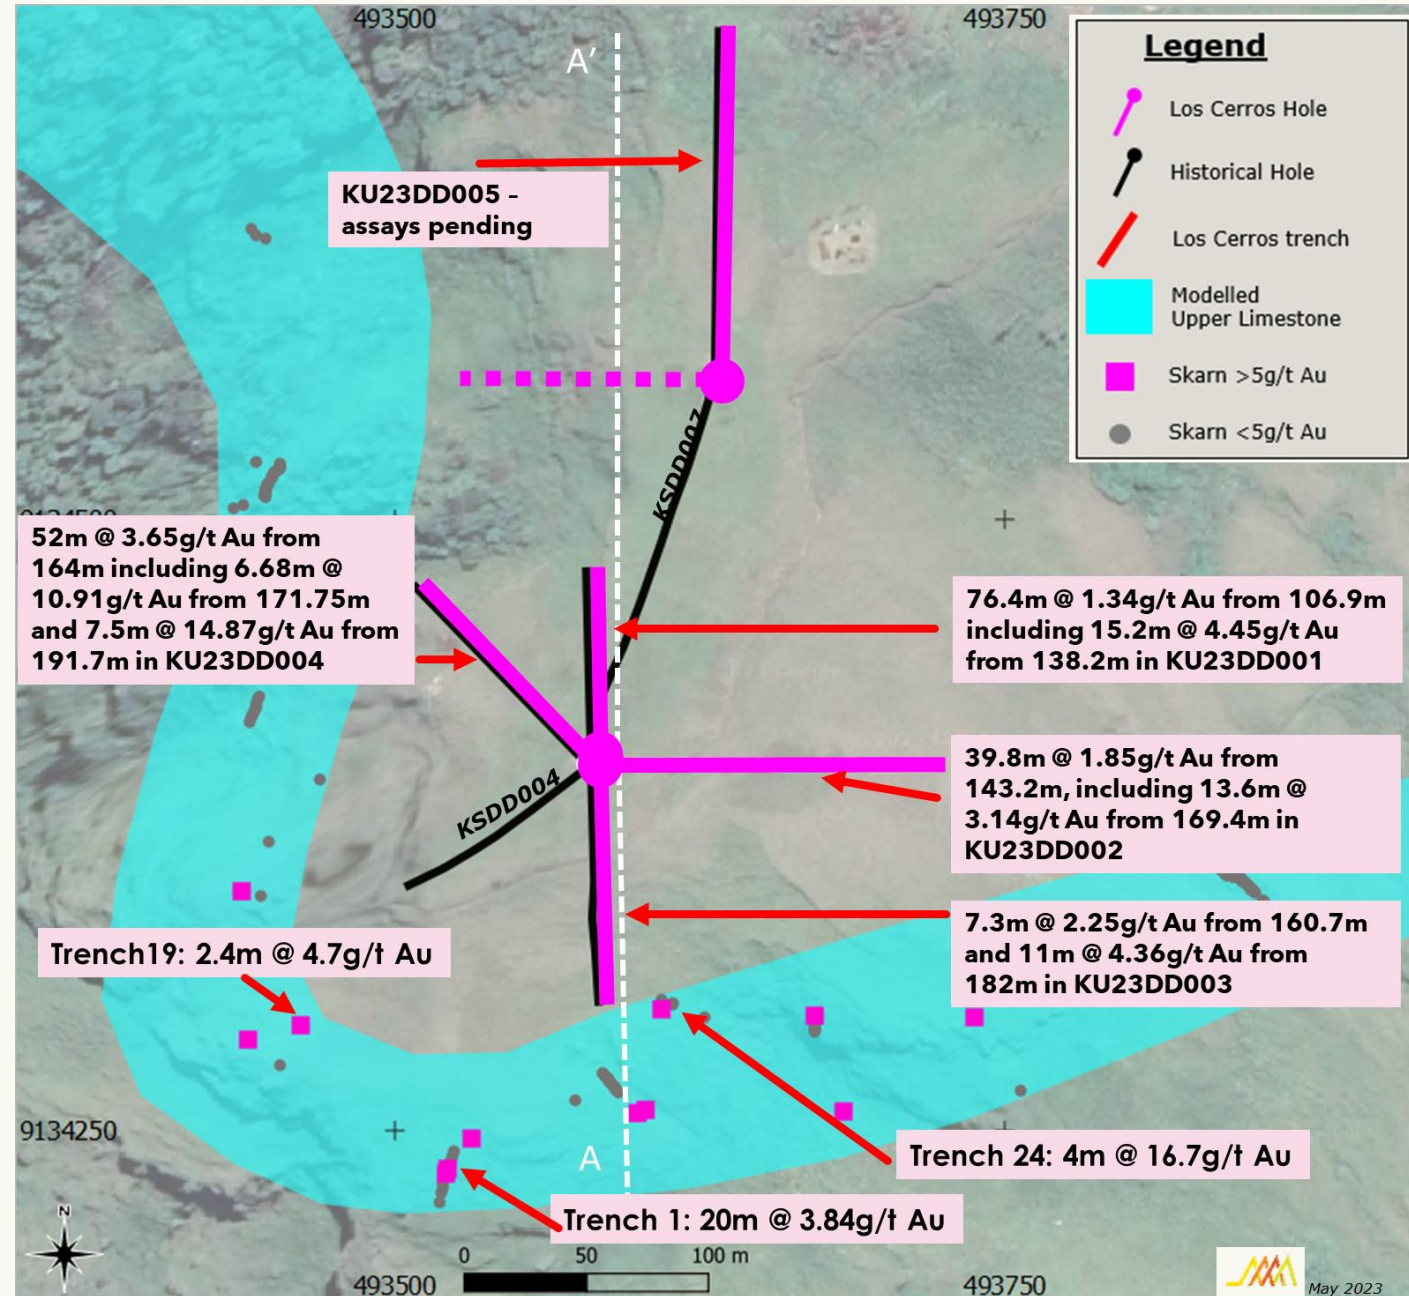 493500
493750
A’
Legend
Los Cerros Hole
Historical Hole
Los Cerros trench
Modelled
Upper Limestone
Skarn >5g/t Au
Skarn <5g/t Au
KU23DD005 –
assays pending
KSDD007
9134500
52m @ 3.65g/t Au from
164m including 6.68m @
10.91g/t Au from 171.75m
and 7.5m @ 14.87g/t Au from
191.7m in KU23DD004
76.4m @ 1.34g/t Au from 106.9m
including 15.2m @ 4.45g/t Au
from 138.2m in KU23DD001
39.8m @ 1.85g/t Au from
143.2m, including 13.6m @
3.14g/t Au from 169.4m in
KU23DD002
KSDD004
7.3m @ 2.25g/t Au from 160.7m
and 11m @ 4.36g/t Au from
182m in KU23DD003
Trench19: 2.4m @ 4.7g/t Au
9134250
A
Trench 24: 4m @ 16.7g/t Au
Trench 1: 20m @ 3.84g/t Au
N
0 50 100 m
493500
493750
May 2023